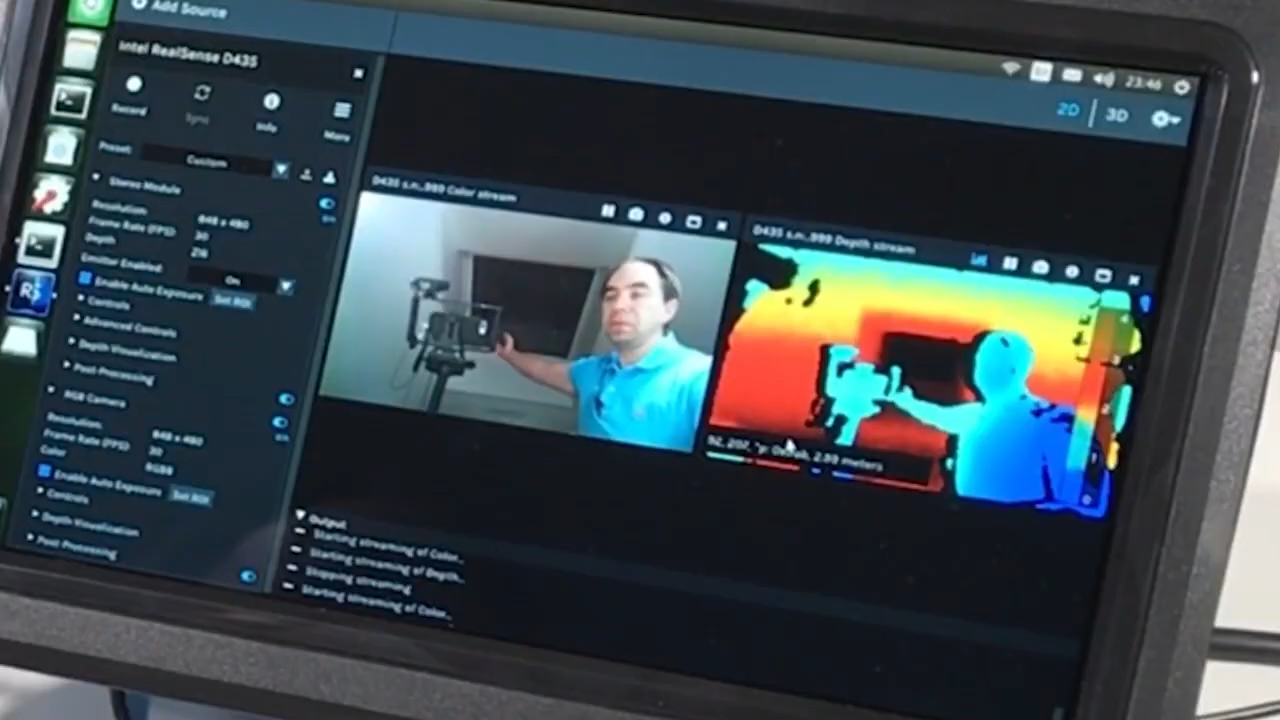 Add Source
Intel RealSense D435
23:46
Record Sync Info More
2D | 3D
Preset: Custom
Stereo Module
D435 s.n..999 Color stream
D435 s.n..999 Depth stream
Resolution: 848 x 480
Frame Rate (FPS): 30
Depth
Emitter Enabled: On
Enable Auto Exposure Set ROI
Controls
Advanced Controls
Depth Visualization
Post-Processing
RGB Camera
Resolution: 848 x 480
Frame Rate (FPS): 30
Color RGB8
Enable Auto Exposure Set ROI
Controls
Depth Visualization
Post-Processing
RS
meters
Output
Starting streaming of Color..
Starting streaming of Depth..
Stopping streaming
Starting streaming of Color..